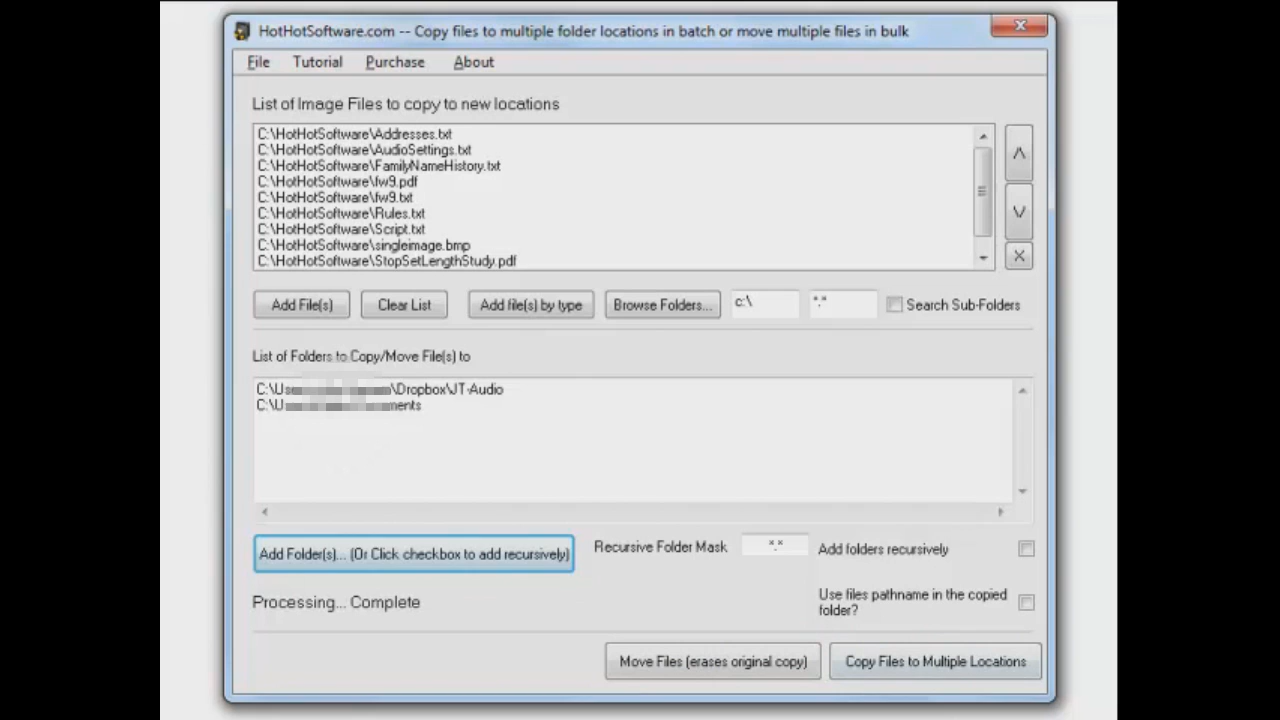 HotHotSoftware.com -- Copy files to multiple folder locations in batch or move multiple files in bulk
File Tutorial Purchase About
List of Image Files to copy to new locations
C:\HotHotSoftware\Addresses.txt
C:\HotHotSoftware\AudioSettings.txt
C:\HotHotSoftware\FamilyNameHistory.txt
C:\HotHotSoftware\fw9.pdf
C:\HotHotSoftware\fw9.txt
C:\HotHotSoftware\Rules.txt
C:\HotHotSoftware\Script.txt
C:\HotHotSoftware\singleimage.bmp
C:\HotHotSoftware\StopSetLengthStudy.pdf
Add File(s) Clear List Add file(s) by type Browse Folders... c:\ *.* Search Sub-Folders
List of Folders to Copy/Move File(s) to
\Dropbox\JT-Audio
Add Folder(s)... (Or Click checkbox to add recursively) Recursive Folder Mask *.* Add folders recursively
Processing... Complete
Use files pathname in the copied
folder?
Move Files (erases original copy) Copy Files to Multiple Locations